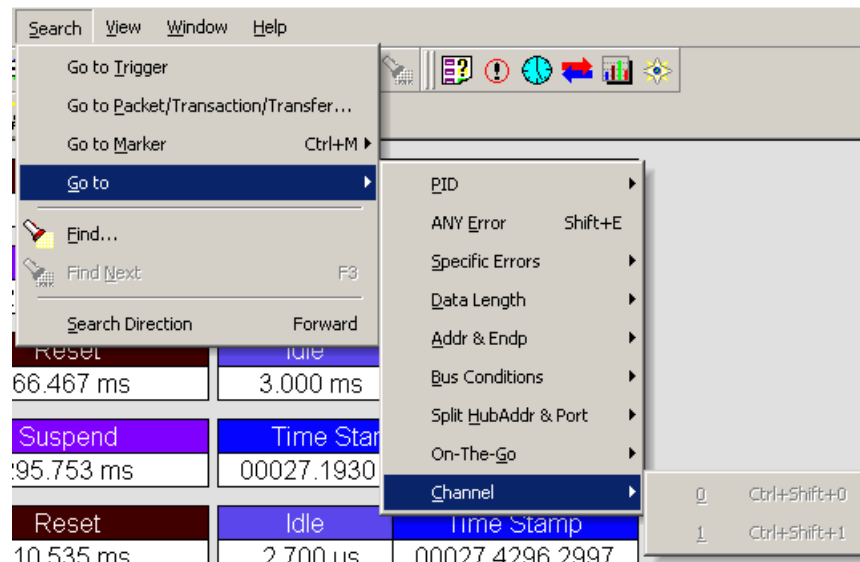 Search View Window Help
Go to Trigger
Go to Packet/Transaction/Transfer...
Go to Marker Ctrl+M
Go to
Find...
Find Next F3
Search Direction Forward
PID
ANY Error Shift+E
Specific Errors
Data Length
Addr & Endp
Bus Conditions
Split HubAddr & Port
On-The-Go
Channel
0 Ctrl+Shift+0
1 Ctrl+Shift+1
Reset Idle
66.467 ms 3.000 ms
Suspend Time Star
95.753 ms 00027.1930
Reset Idle Time Stamp
10.535 ms 2.700 us 00027.4296.2997